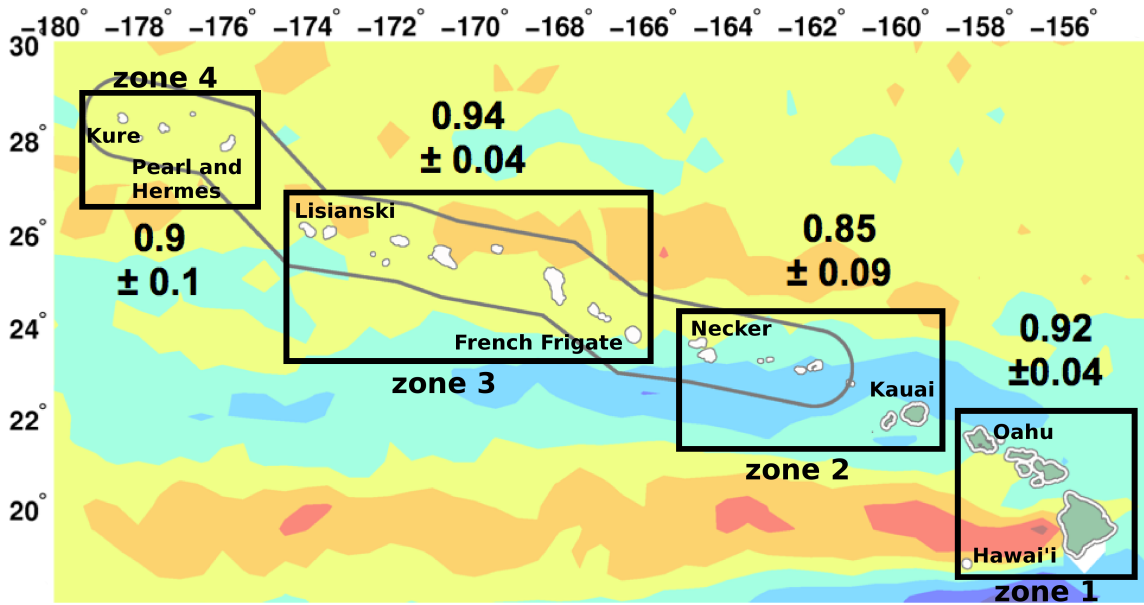 −180 −176 −174 −170 −168 −166 −164 −162 −160 −158 −156
30
zone 4
0.94
± 0.04
28°
Kure
Pearl and
Hermes
Lisianski
26°
0.9
± 0.1
0.85
± 0.09
24°
Necker
French Frigate
0.92
±0.04
zone 3
Kauai
22°
Oahu
zone 2
20°
Hawai'i
zone 1